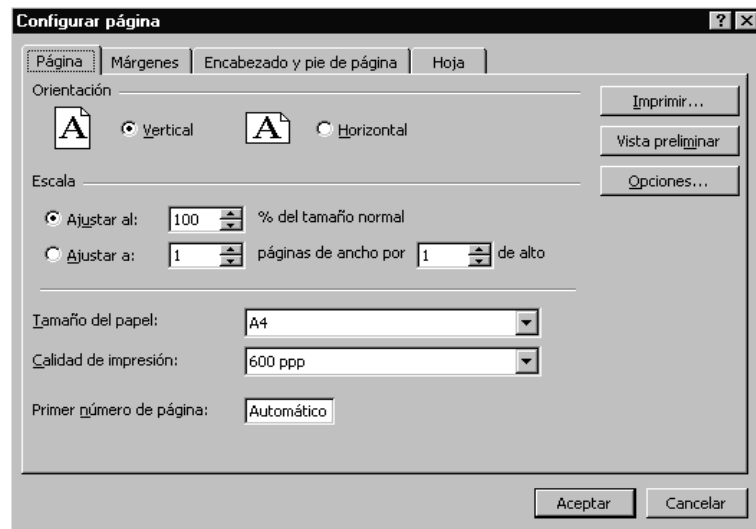 Configurar página
Página Márgenes Encabezado y pie de página Hoja
Orientación
A Vertical A Horizontal
Imprimir...
Vista preliminar
Opciones...
Escala
Ajustar al: 100 % del tamaño normal
Ajustar a: 1 páginas de ancho por 1 de alto
Tamaño del papel: A4
Calidad de impresión: 600 ppp
Primer número de página: Automático
Aceptar Cancelar